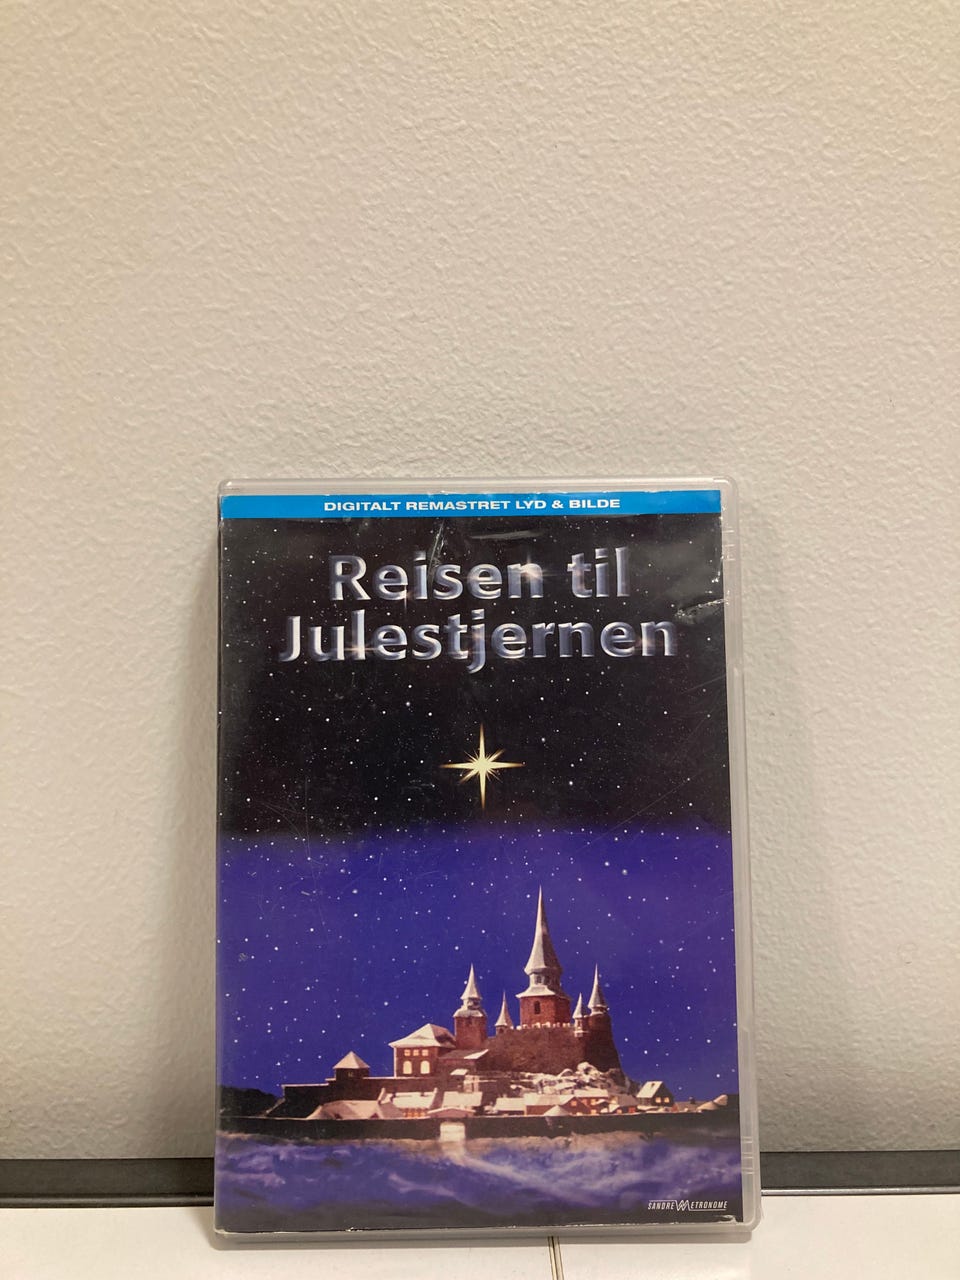 DIGITALT REMASTRET LYD & BILDE
Reisen til
Julestjernen
SANDREW METRONOME